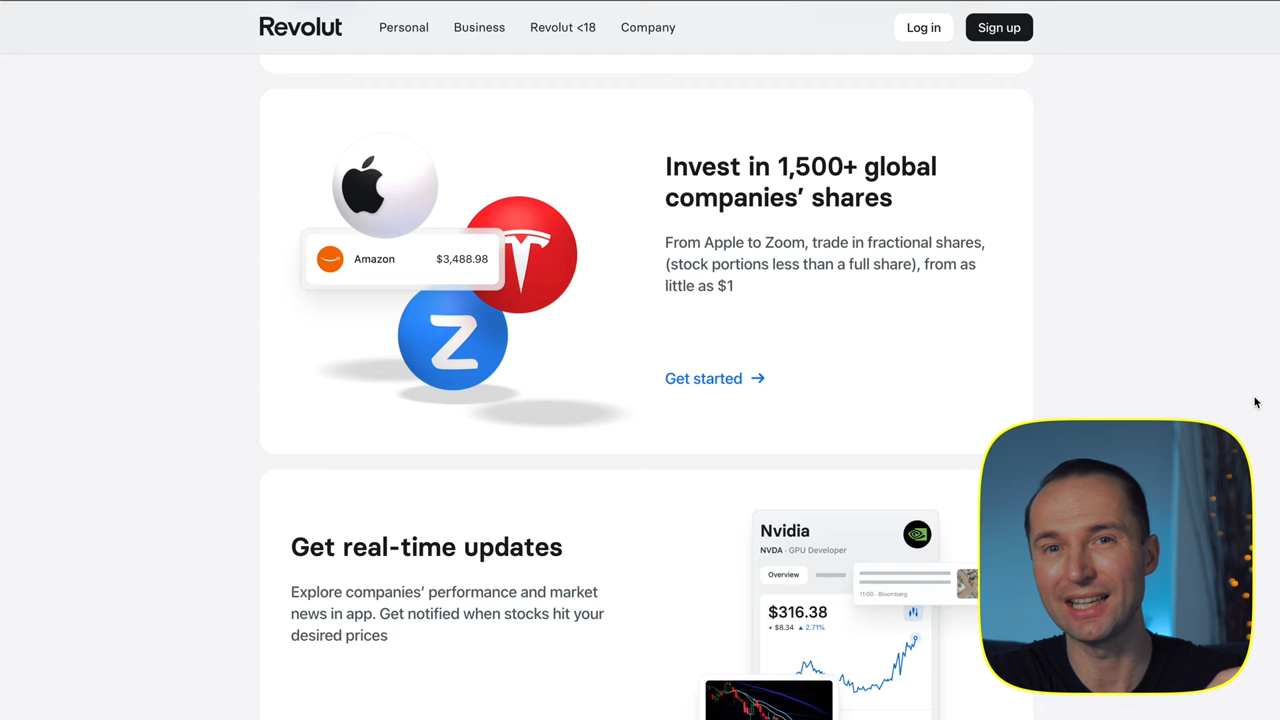 Revolut
Personal
Business
Revolut <18
Company
Log in
Sign up
Invest in 1,500+ global
companies’ shares
From Apple to Zoom, trade in fractional shares,
(stock portions less than a full share), from as
little as $1
Get started →
Amazon
$3,488.98
Z
Get real-time updates
Explore companies’ performance and market
news in app. Get notified when stocks hit your
desired prices
Nvidia
NVDA · GPU Developer
Overview
11:00 · Bloomberg
$316.38
+ $8.34 ▲ 2.71%